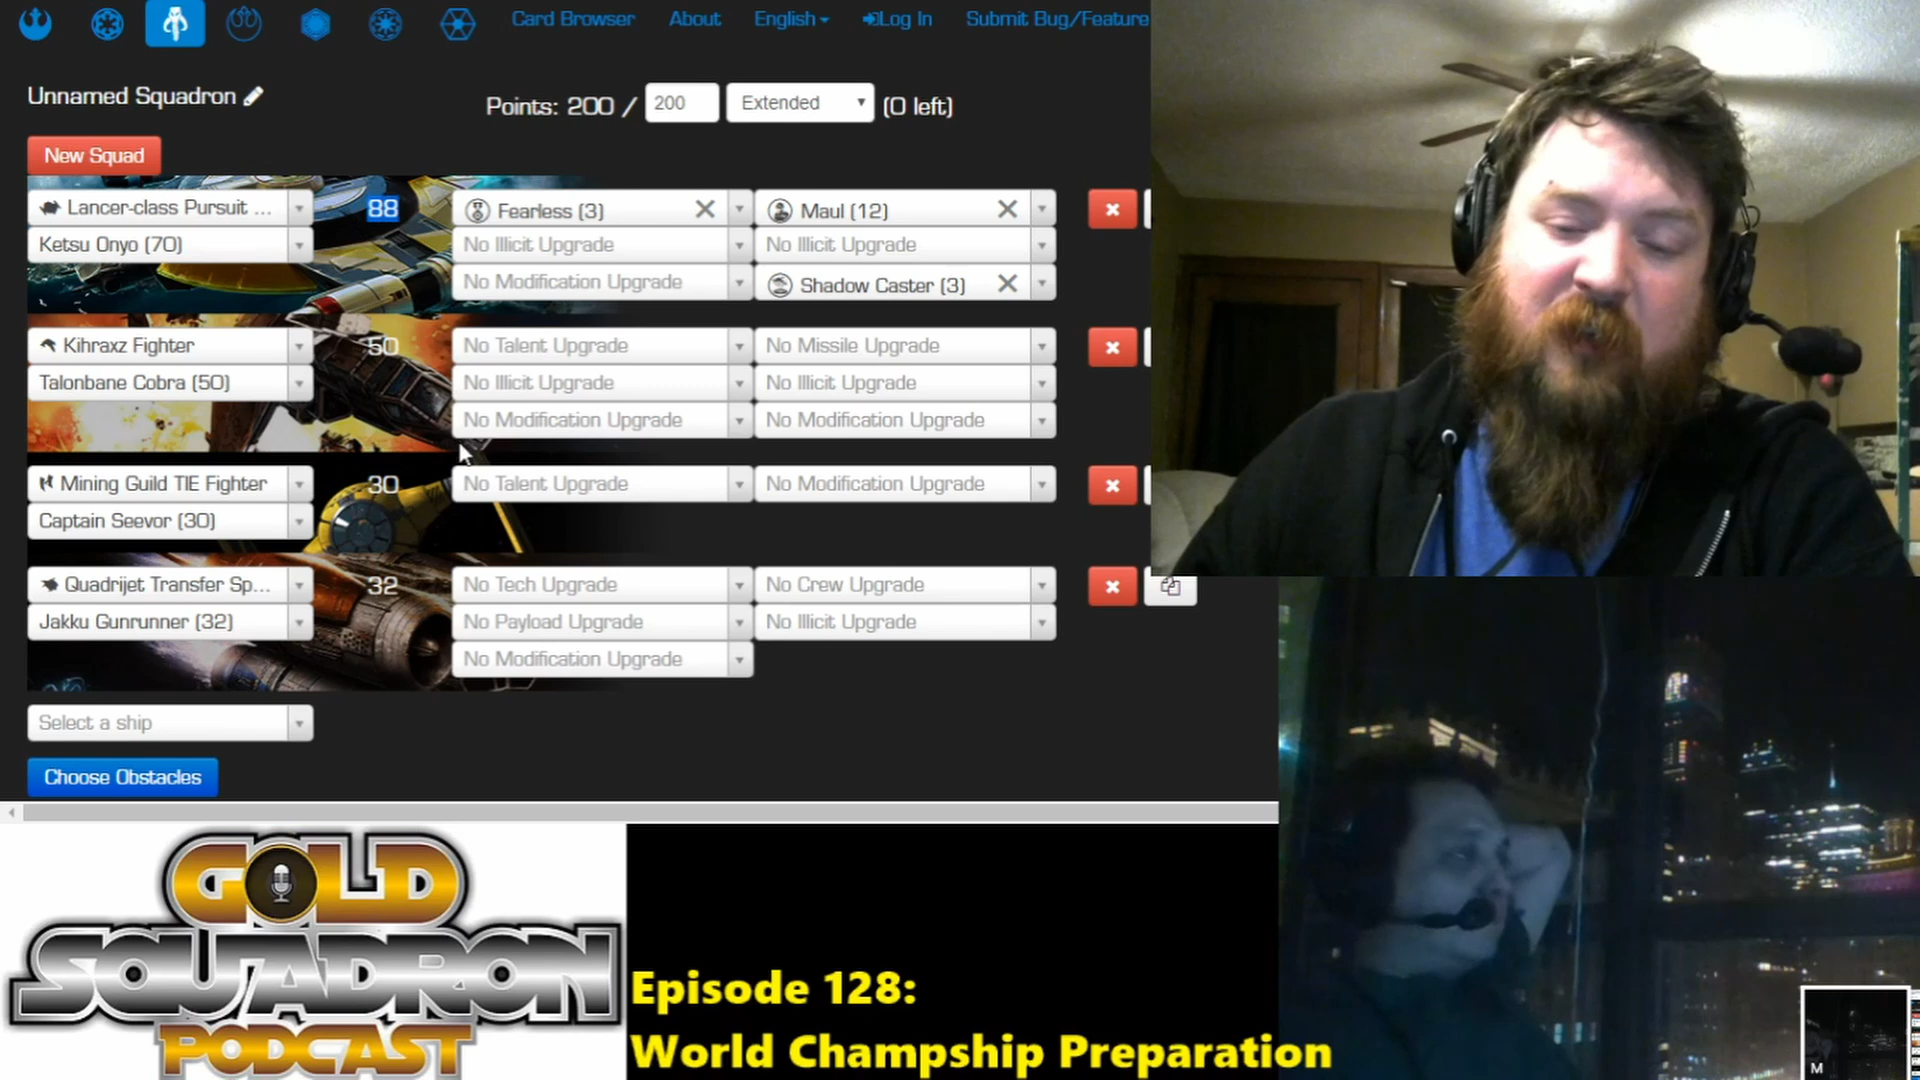 Card Browser About English Log In Submit Bug/Feature
Unnamed Squadron
Points: 200 / 200 Extended (0 left)
New Squad
Lancer-class Pursuit ... 88 Fearless (3) Maul (12)
Ketsu Onyo (70) No Illicit Upgrade No Illicit Upgrade
No Modification Upgrade Shadow Caster (3)
Kihraxz Fighter 50 No Talent Upgrade No Missile Upgrade
Talonbane Cobra (50) No Illicit Upgrade No Illicit Upgrade
No Modification Upgrade No Modification Upgrade
Mining Guild TIE Fighter 30 No Talent Upgrade No Modification Upgrade
Captain Seevor (30)
Quadrijet Transfer Sp... 32 No Tech Upgrade No Crew Upgrade
Jakku Gunrunner (32) No Payload Upgrade No Illicit Upgrade
No Modification Upgrade
Select a ship
Choose Obstacles
GOLD
SQUADRON
PODCAST
Episode 128:
World Champship Preparation
M